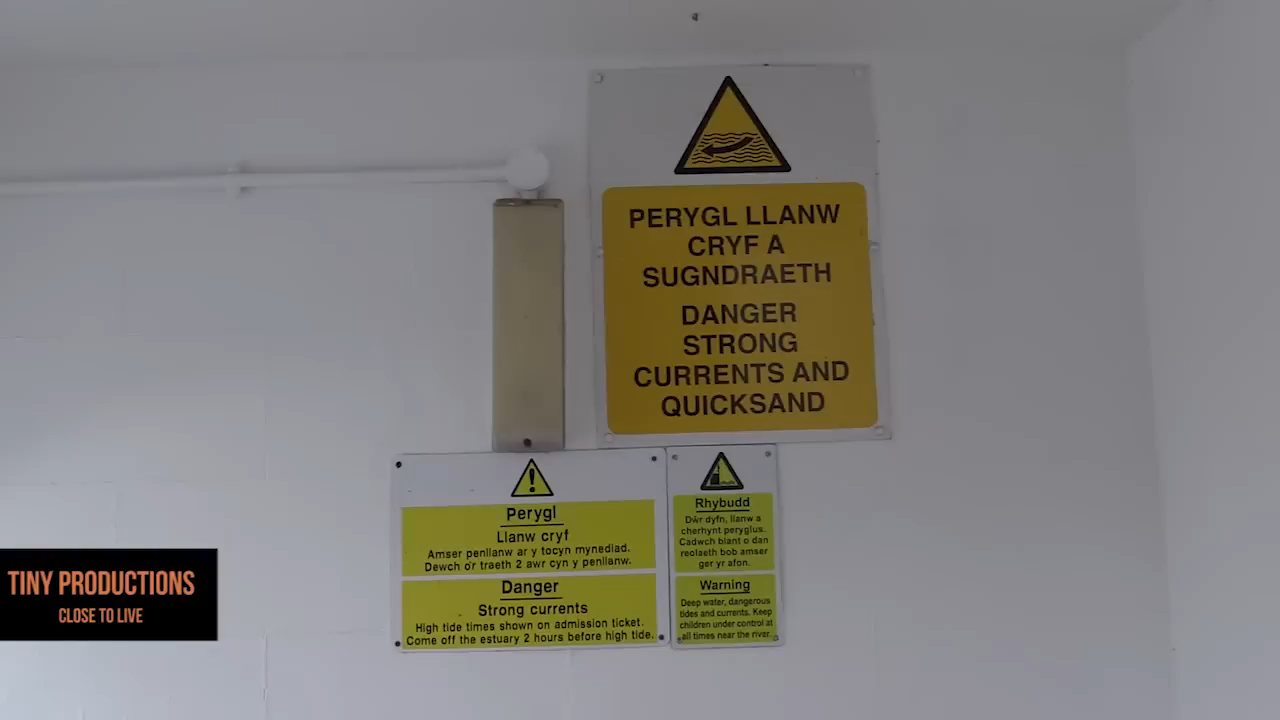 PERYGL LLANW
CRYF A
SUGNDRAETH
DANGER
STRONG
CURRENTS AND
QUICKSAND
Perygl
Llanw cryf
Amser penllanw ar y tocyn mynediad.
Dewch o'r traeth 2 awr cyn y penllanw.
Danger
Strong currents
High tide times shown on admission ticket.
Come off the estuary 2 hours before high tide.
Rhybudd
Dŵr dyfn, llanw a
cherhynt peryglus.
Cadwch blant o dan
reolaeth bob amser
ger yr afon.
Warning
Deep water, dangerous
tides and currents. Keep
children under control at
all times near the river.
TINY PRODUCTIONS
CLOSE TO LIVE